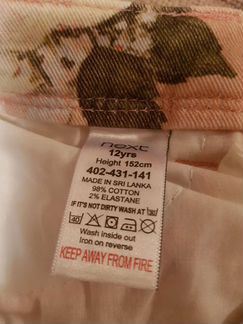 next
12yrs
Height 152cm
402-431-141
MADE IN SRI LANKA
98% COTTON
2% ELASTANE
IF IT'S NOT DIRTY WASH AT 30
40
Wash inside out
Iron on reverse
KEEP AWAY FROM FIRE